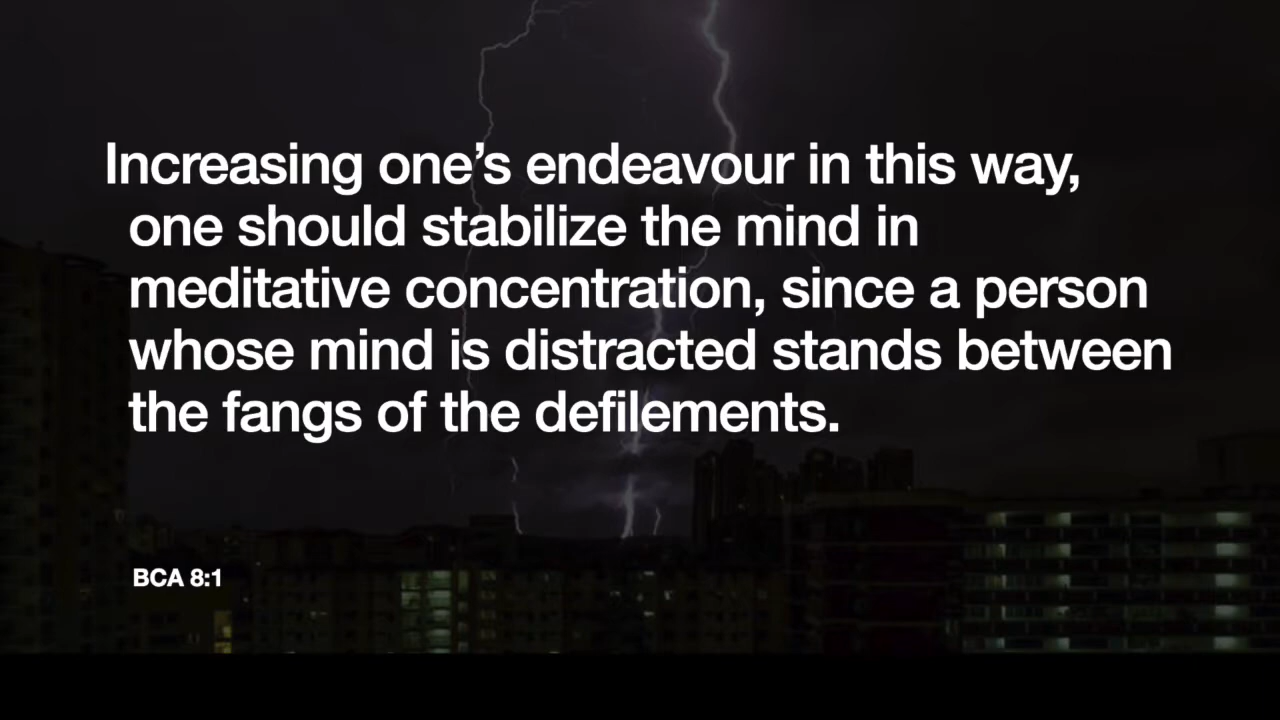 Increasing one’s endeavour in this way,
one should stabilize the mind in
meditative concentration, since a person
whose mind is distracted stands between
the fangs of the defilements.
BCA 8:1